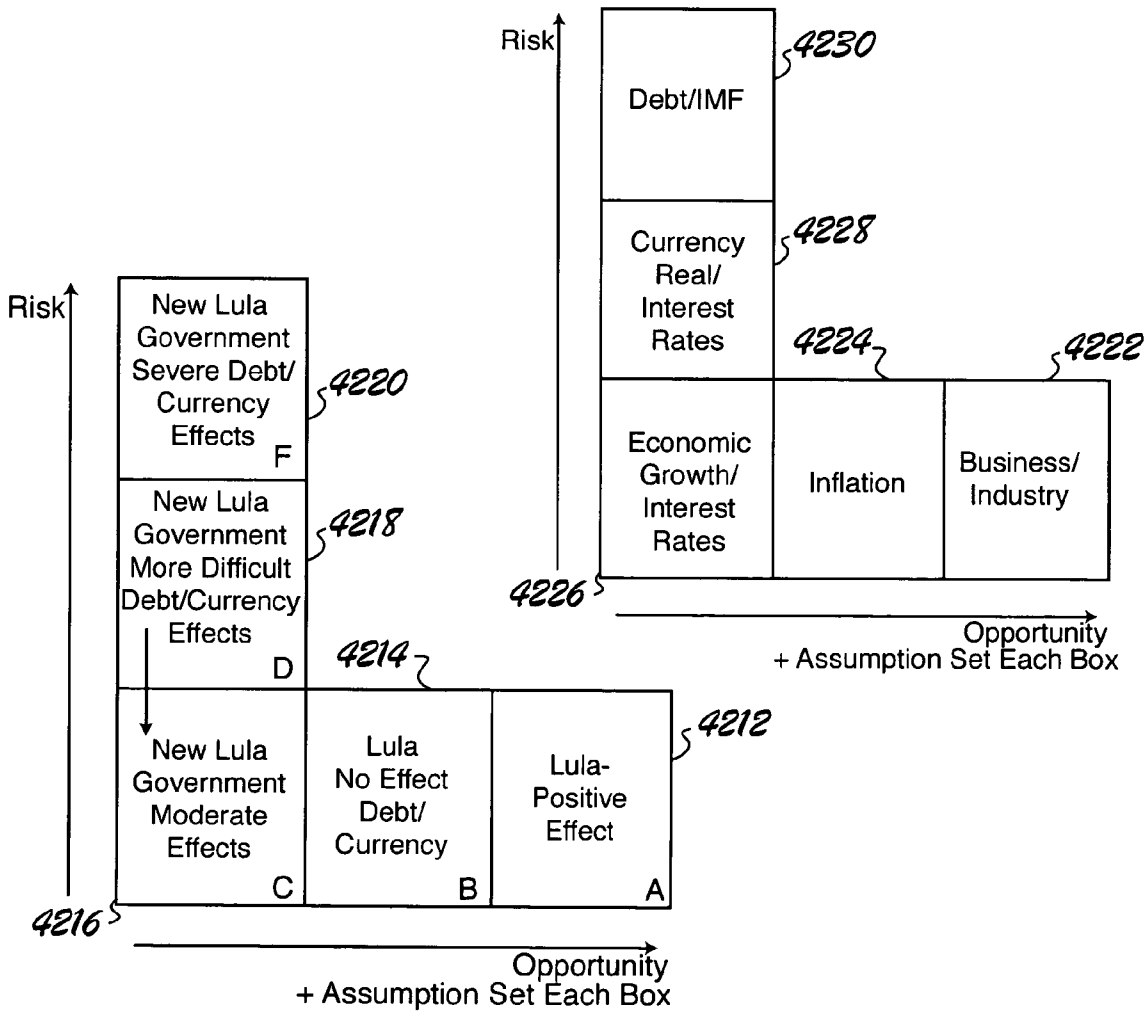 Risk
4230
Debt/IMF
4228
Currency
Real/
Interest
Rates
4224
4222
Economic
Growth/
Interest
Rates
Inflation
Business/
Industry
4226
Opportunity
+ Assumption Set Each Box
Risk
New Lula
Government
Severe Debt/
Currency
Effects
F
4220
New Lula
Government
More Difficult
Debt/Currency
Effects
D
4218
4214
4212
New Lula
Government
Moderate
Effects
C
Lula
No Effect
Debt/
Currency
B
Lula-
Positive
Effect
A
4216
Opportunity
+ Assumption Set Each Box